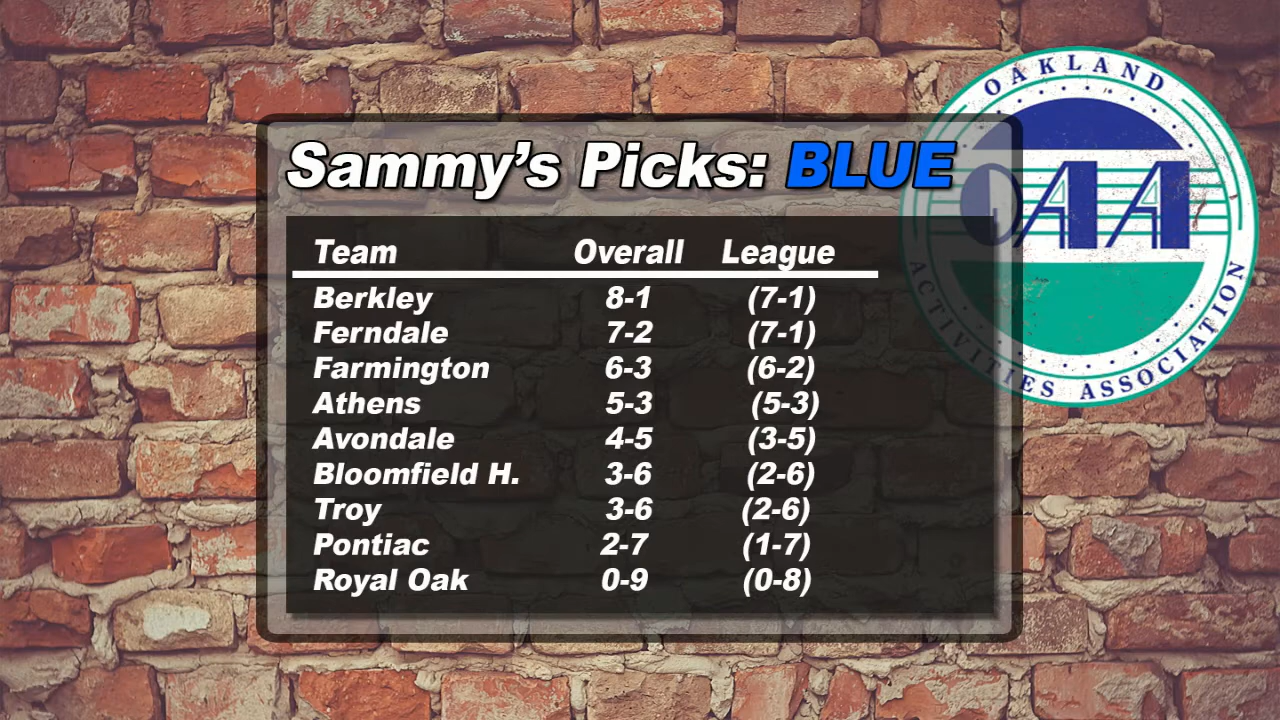 Sammy's Picks: BLUE
OAKLAND
OAA
ACTIVITIES ASSOCIATION
Team Overall League
Berkley 8-1 (7-1)
Ferndale 7-2 (7-1)
Farmington 6-3 (6-2)
Athens 5-3 (5-3)
Avondale 4-5 (3-5)
Bloomfield H. 3-6 (2-6)
Troy 3-6 (2-6)
Pontiac 2-7 (1-7)
Royal Oak 0-9 (0-8)